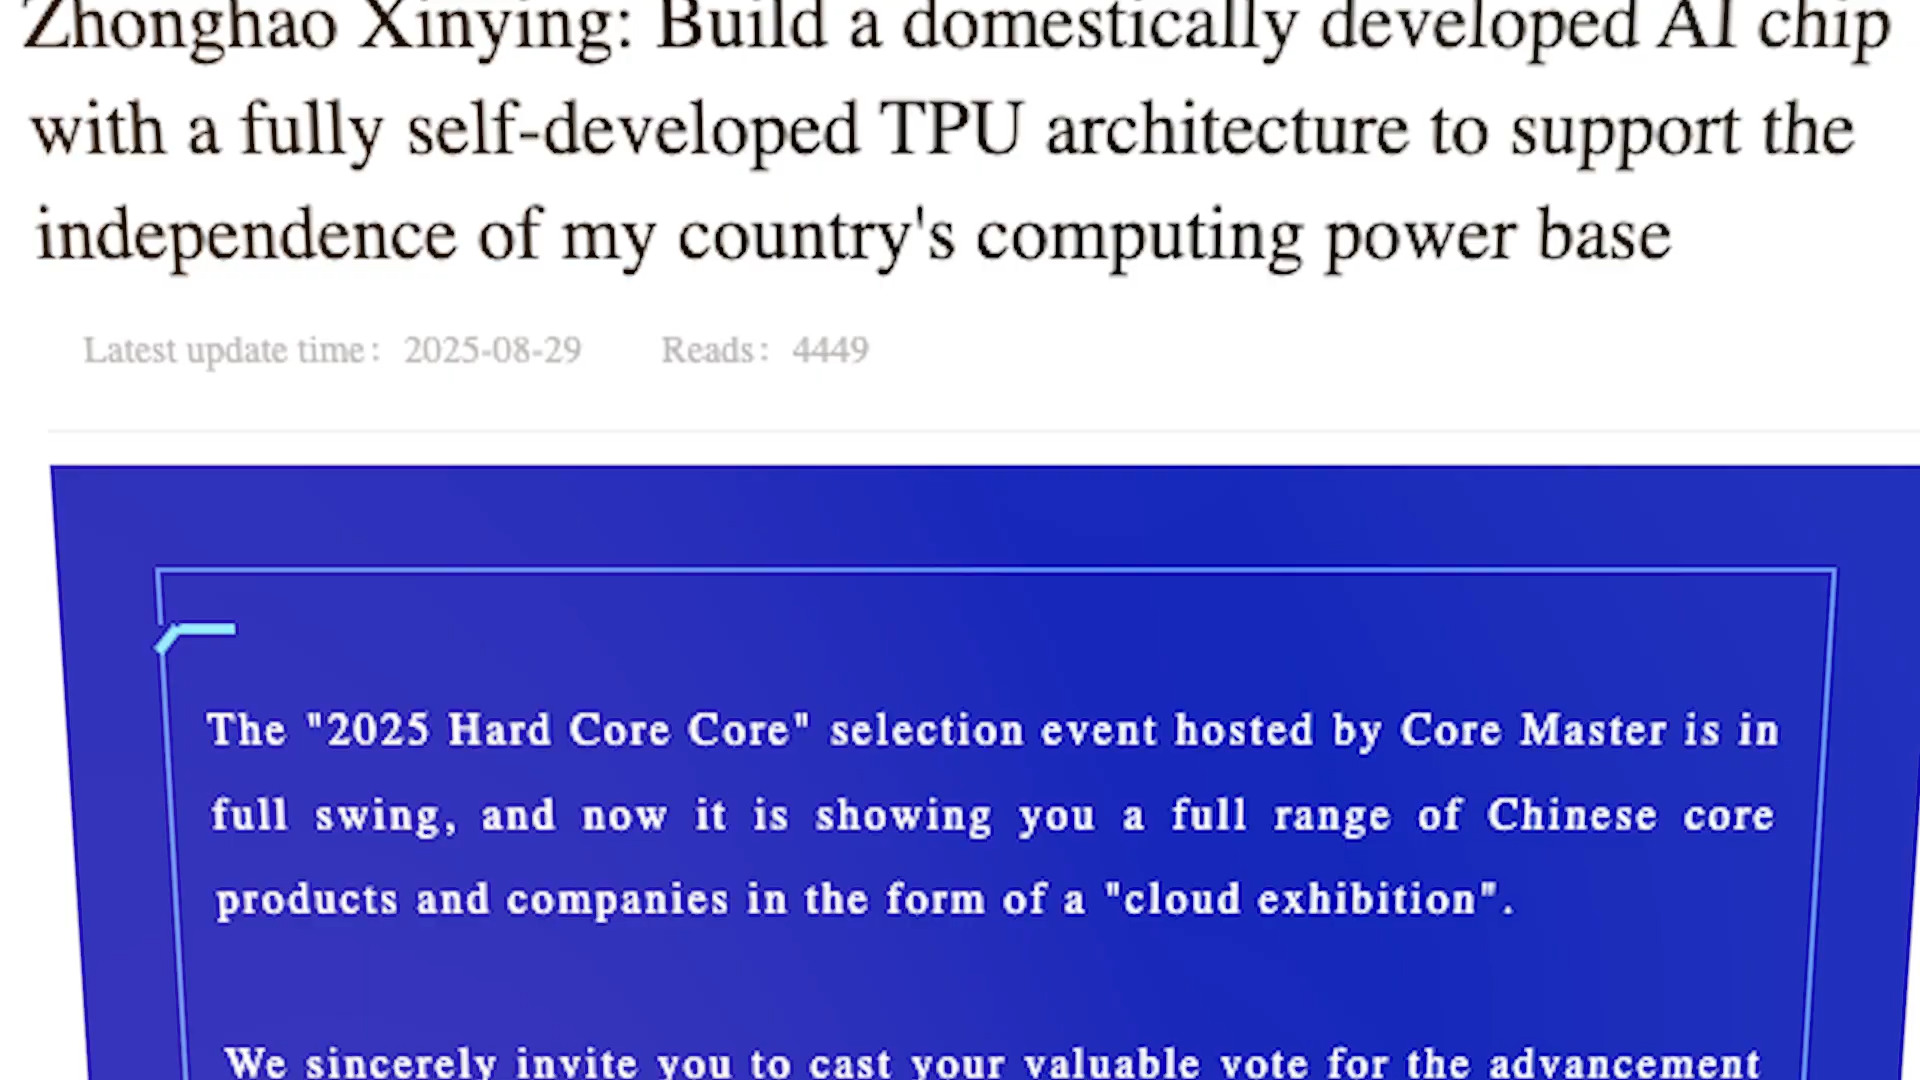 Zhonghao Xinying: Build a domestically developed AI chip
with a fully self-developed TPU architecture to support the
independence of my country's computing power base
Latest update time: 2025-08-29 Reads: 4449
The "2025 Hard Core Core" selection event hosted by Core Master is in
full swing, and now it is showing you a full range of Chinese core
products and companies in the form of a "cloud exhibition".
We sincerely invite you to cast your valuable vote for the advancement